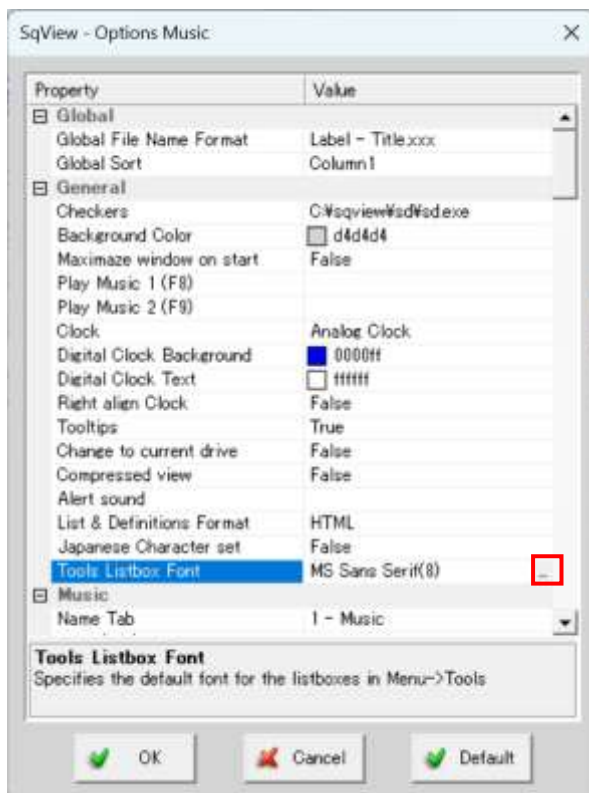 SqView - Options Music
Property Value
Global
Global File Name Format Label - Title.xxx
Global Sort Column1
General
Checkers C:¥sqview¥sd¥sd.exe
Background Color d4d4d4
Maximaze window on start False
Play Music 1 (F8)
Play Music 2 (F9)
Clock Analog Clock
Digital Clock Background 0000ff
Digital Clock Text ffffff
Right align Clock False
Tooltips True
Change to current drive False
Compressed view False
Alert sound
List & Definitions Format HTML
Japanese Character set False
Tools Listbox Font MS Sans Serif(8) ...
Music
Name Tab 1 - Music
Tools Listbox Font
Specifies the default font for the listboxes in Menu->Tools
OK Cancel Default